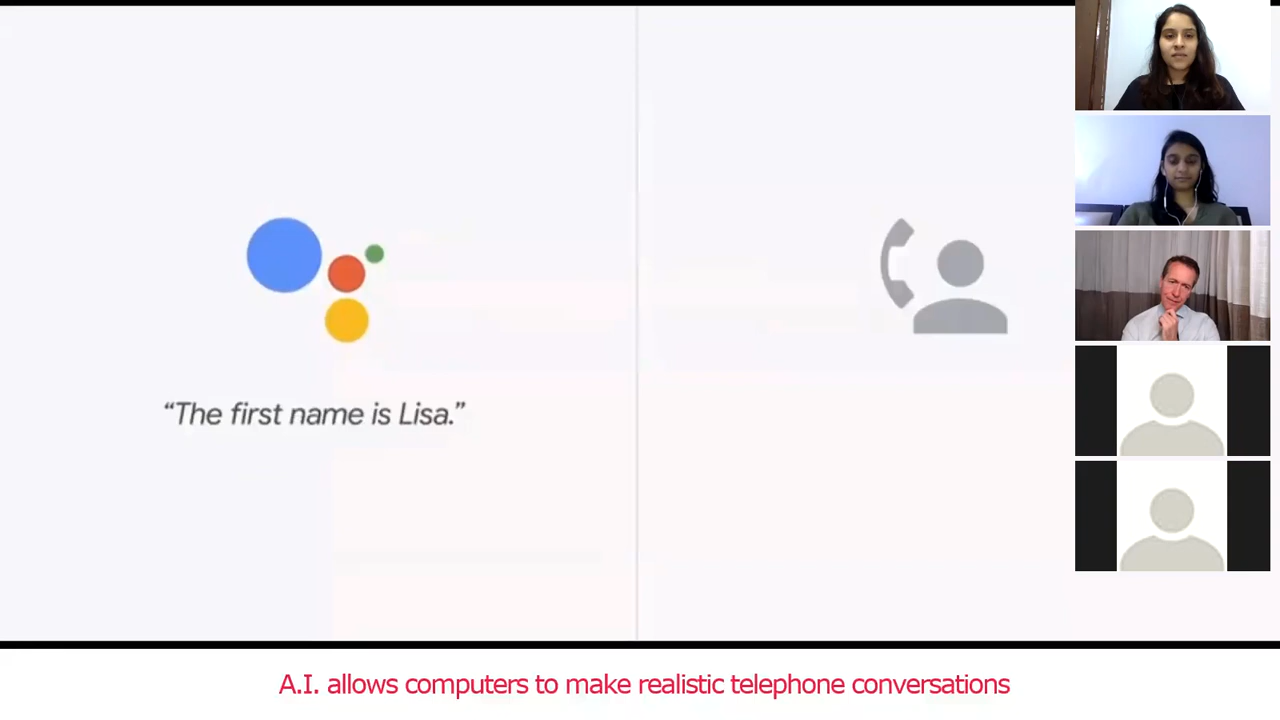 “The first name is Lisa.”
A.I. allows computers to make realistic telephone conversations